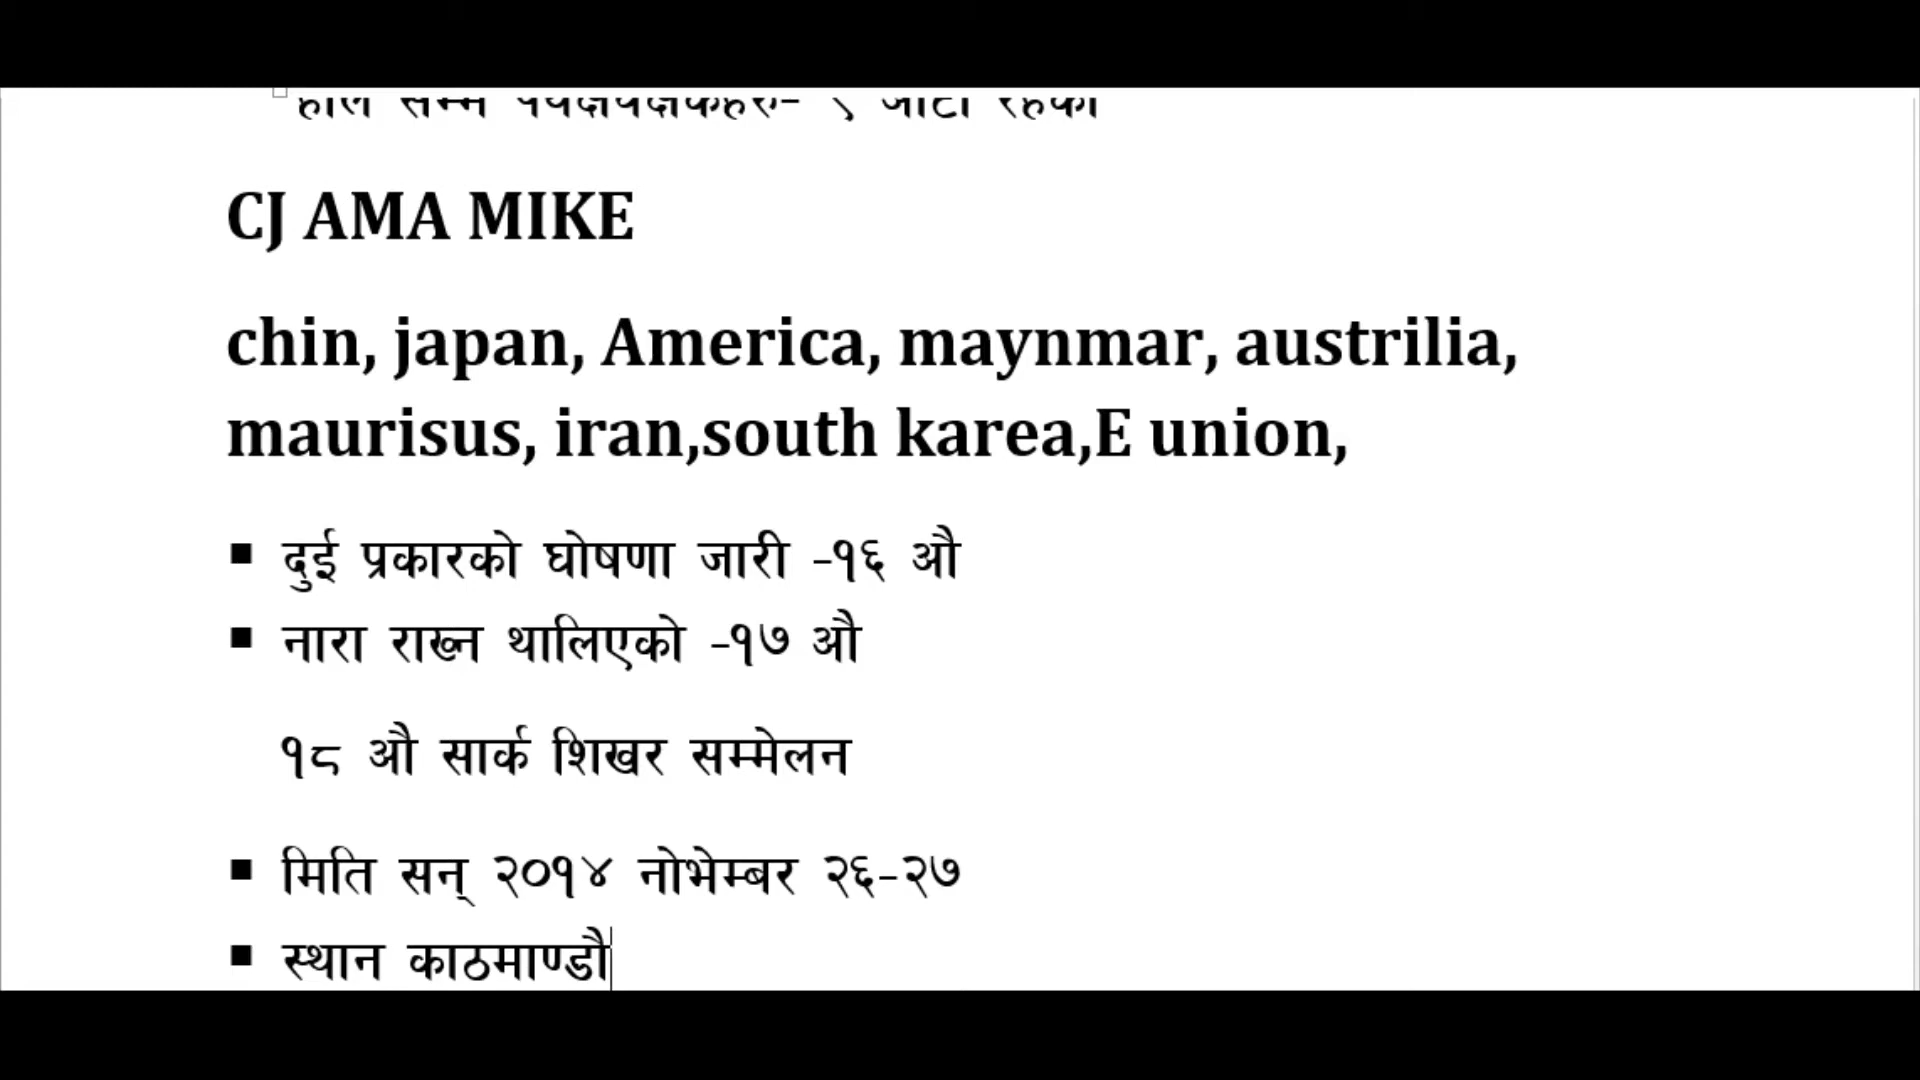 हाल सम्म
CJ AMA MIKE
chin, japan, America, maynmar, austrilia,
maurisus, iran,south karea,E union,
▪ दुई प्रकारको घोषणा जारी -१६ औ
▪ नारा राख्न थालिएको -१७ औ
१८ औ सार्क शिखर सम्मेलन
▪ मिति सन् २०१४ नोभेम्बर २६-२७
▪ स्थान काठमाण्डौ